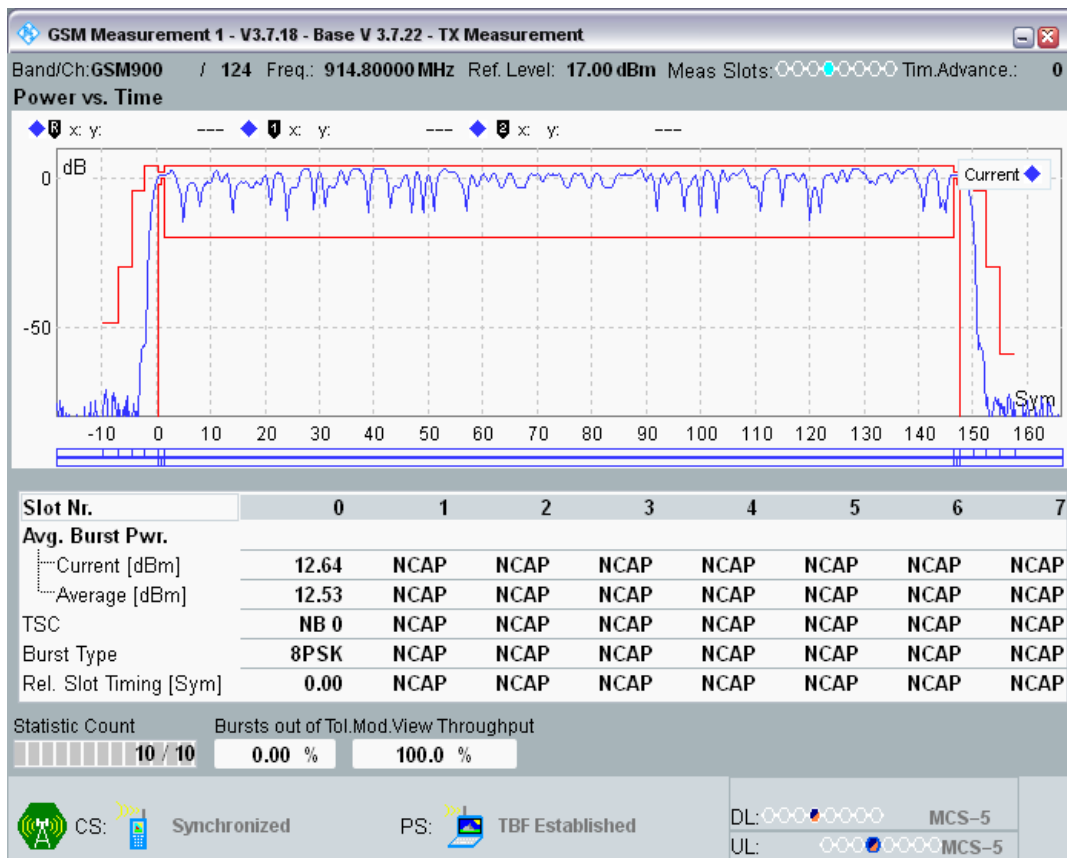 GSM Measurement 1 - V3.7.18 - Base V 3.7.22 - TX Measurement
Band/Ch:GSM900 / 124 Freq.: 914.80000 MHz Ref. Level: 17.00 dBm Meas Slots: Tim.Advance.: 0
Power vs. Time
R x: y: --- 1 x: y: --- 2 x: y: ---
dB
0
Current
-50
Sym
-10 0 10 20 30 40 50 60 70 80 90 100 110 120 130 140 150 160
Slot Nr. 0 1 2 3 4 5 6 7
Avg. Burst Pwr.
Current [dBm] 12.64 NCAP NCAP NCAP NCAP NCAP NCAP NCAP
Average [dBm] 12.53 NCAP NCAP NCAP NCAP NCAP NCAP NCAP
TSC NB 0 NCAP NCAP NCAP NCAP NCAP NCAP NCAP
Burst Type 8PSK NCAP NCAP NCAP NCAP NCAP NCAP NCAP
Rel. Slot Timing [Sym] 0.00 NCAP NCAP NCAP NCAP NCAP NCAP NCAP
Statistic Count Bursts out of Tol.Mod.View Throughput
10 / 10 0.00 % 100.0 %
CS: Synchronized PS: TBF Established
DL: MCS-5
UL: MCS-5